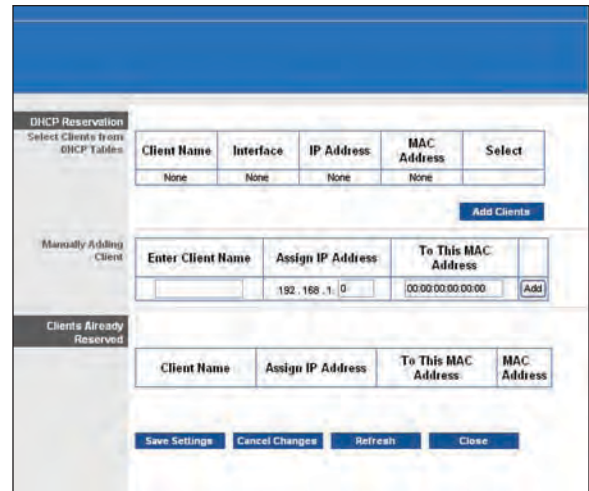 DHCP Reservation
Select Clients from
DHCP Tables
Client Name Interface IP Address MAC Address Select
None None None None
Add Clients
Manually Adding
Client
Enter Client Name Assign IP Address To This MAC Address
192 .168 .1. 0 00:00:00:00:00:00 Add
Clients Already
Reserved
Client Name Assign IP Address To This MAC Address MAC Address
Save Settings Cancel Changes Refresh Close